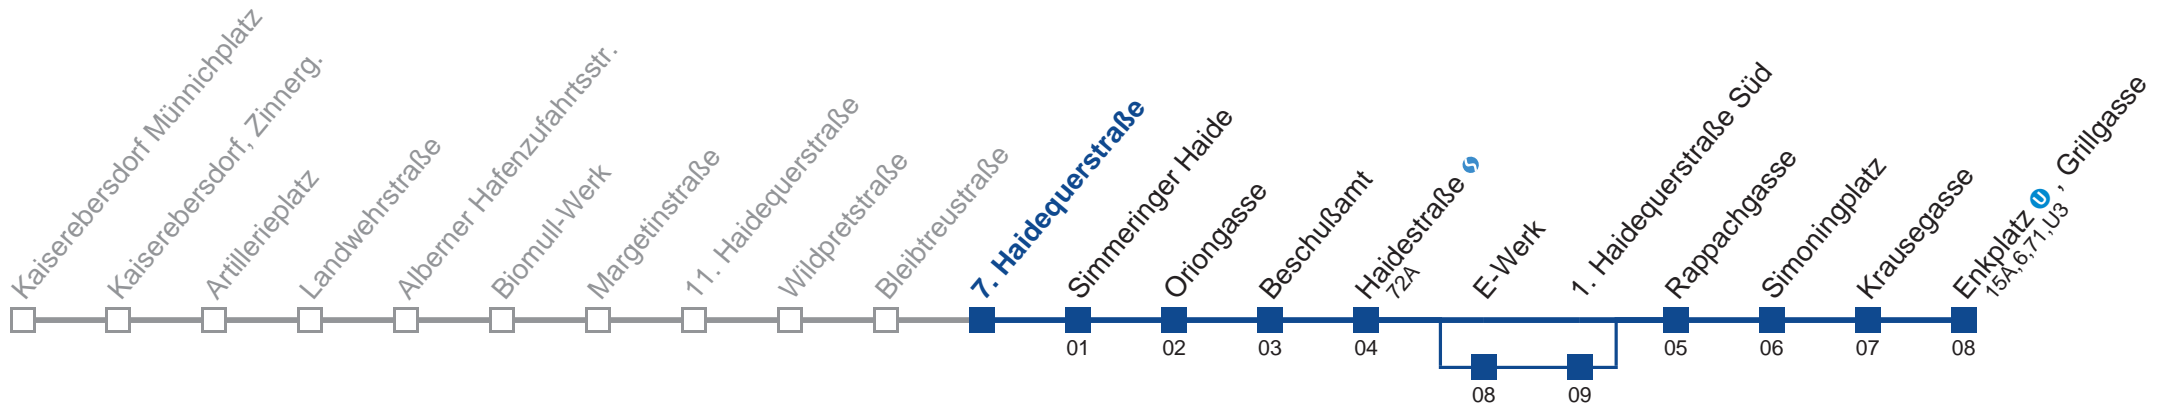 Kaiserebersdorf Münnichplatz
Kaiserebersdorf, Zinnerg.
Artillerieplatz
Landwehrstraße
Alberner Hafenzufahrtsstr.
Biomull-Werk
Margetinstraße
11. Haidequerstraße
Wildpretstraße
Bleibtreustraße
7. Haidequerstraße
Simmeringer Haide
Oriongasse
Beschußamt
Haidestraße S
72A
E-Werk
1. Haidequerstraße Süd
Rappachgasse
Simoningplatz
Krausegasse
Enkplatz U , Grillgasse
15A,6,71,U3
01
02
03
04
05
06
07
08
08
09